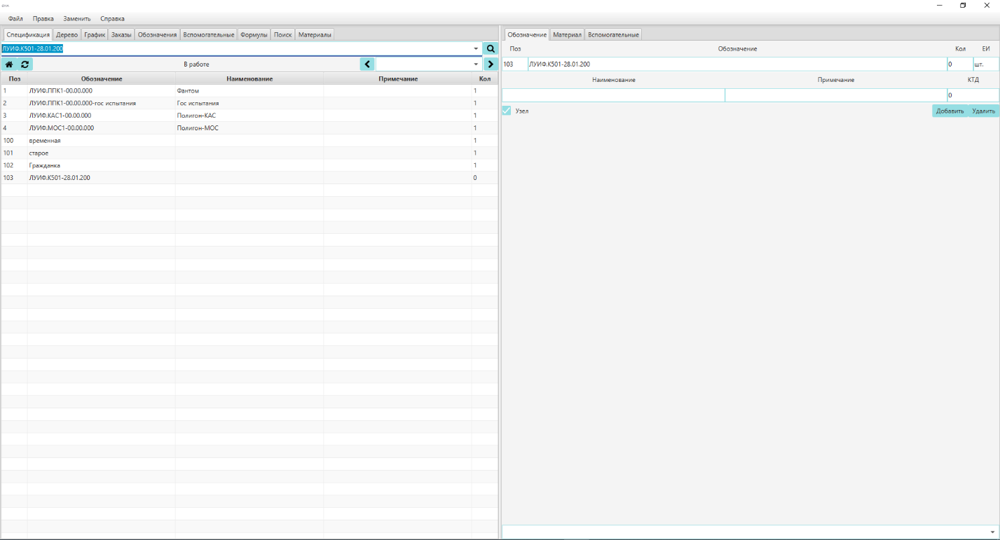 Файл Правка Заменить Справка
Спецификация Дерево График Заказы Обозначения Вспомогательные Формулы Поиск Материалы
ЛУИФ.К501-28.01.200
В работе
Поз Обозначение Наименование Примечание Кол
1 ЛУИФ.ППК1-00.00.000 Фантом 1
2 ЛУИФ.ППК1-00.00.000-гос испытания Гос испытания 1
3 ЛУИФ.КАС1-00.00.000 Полигон-КАС 1
4 ЛУИФ.МОС1-00.00.000 Полигон-МОС 1
100 временная 1
101 старое 1
102 Гражданка 1
103 ЛУИФ.К501-28.01.200 0
Обозначение Материал Вспомогательные
Поз Обозначение Кол ЕИ
103 ЛУИФ.К501-28.01.200 0 шт.
Наименование Примечание КТД
0
Узел Добавить Удалить